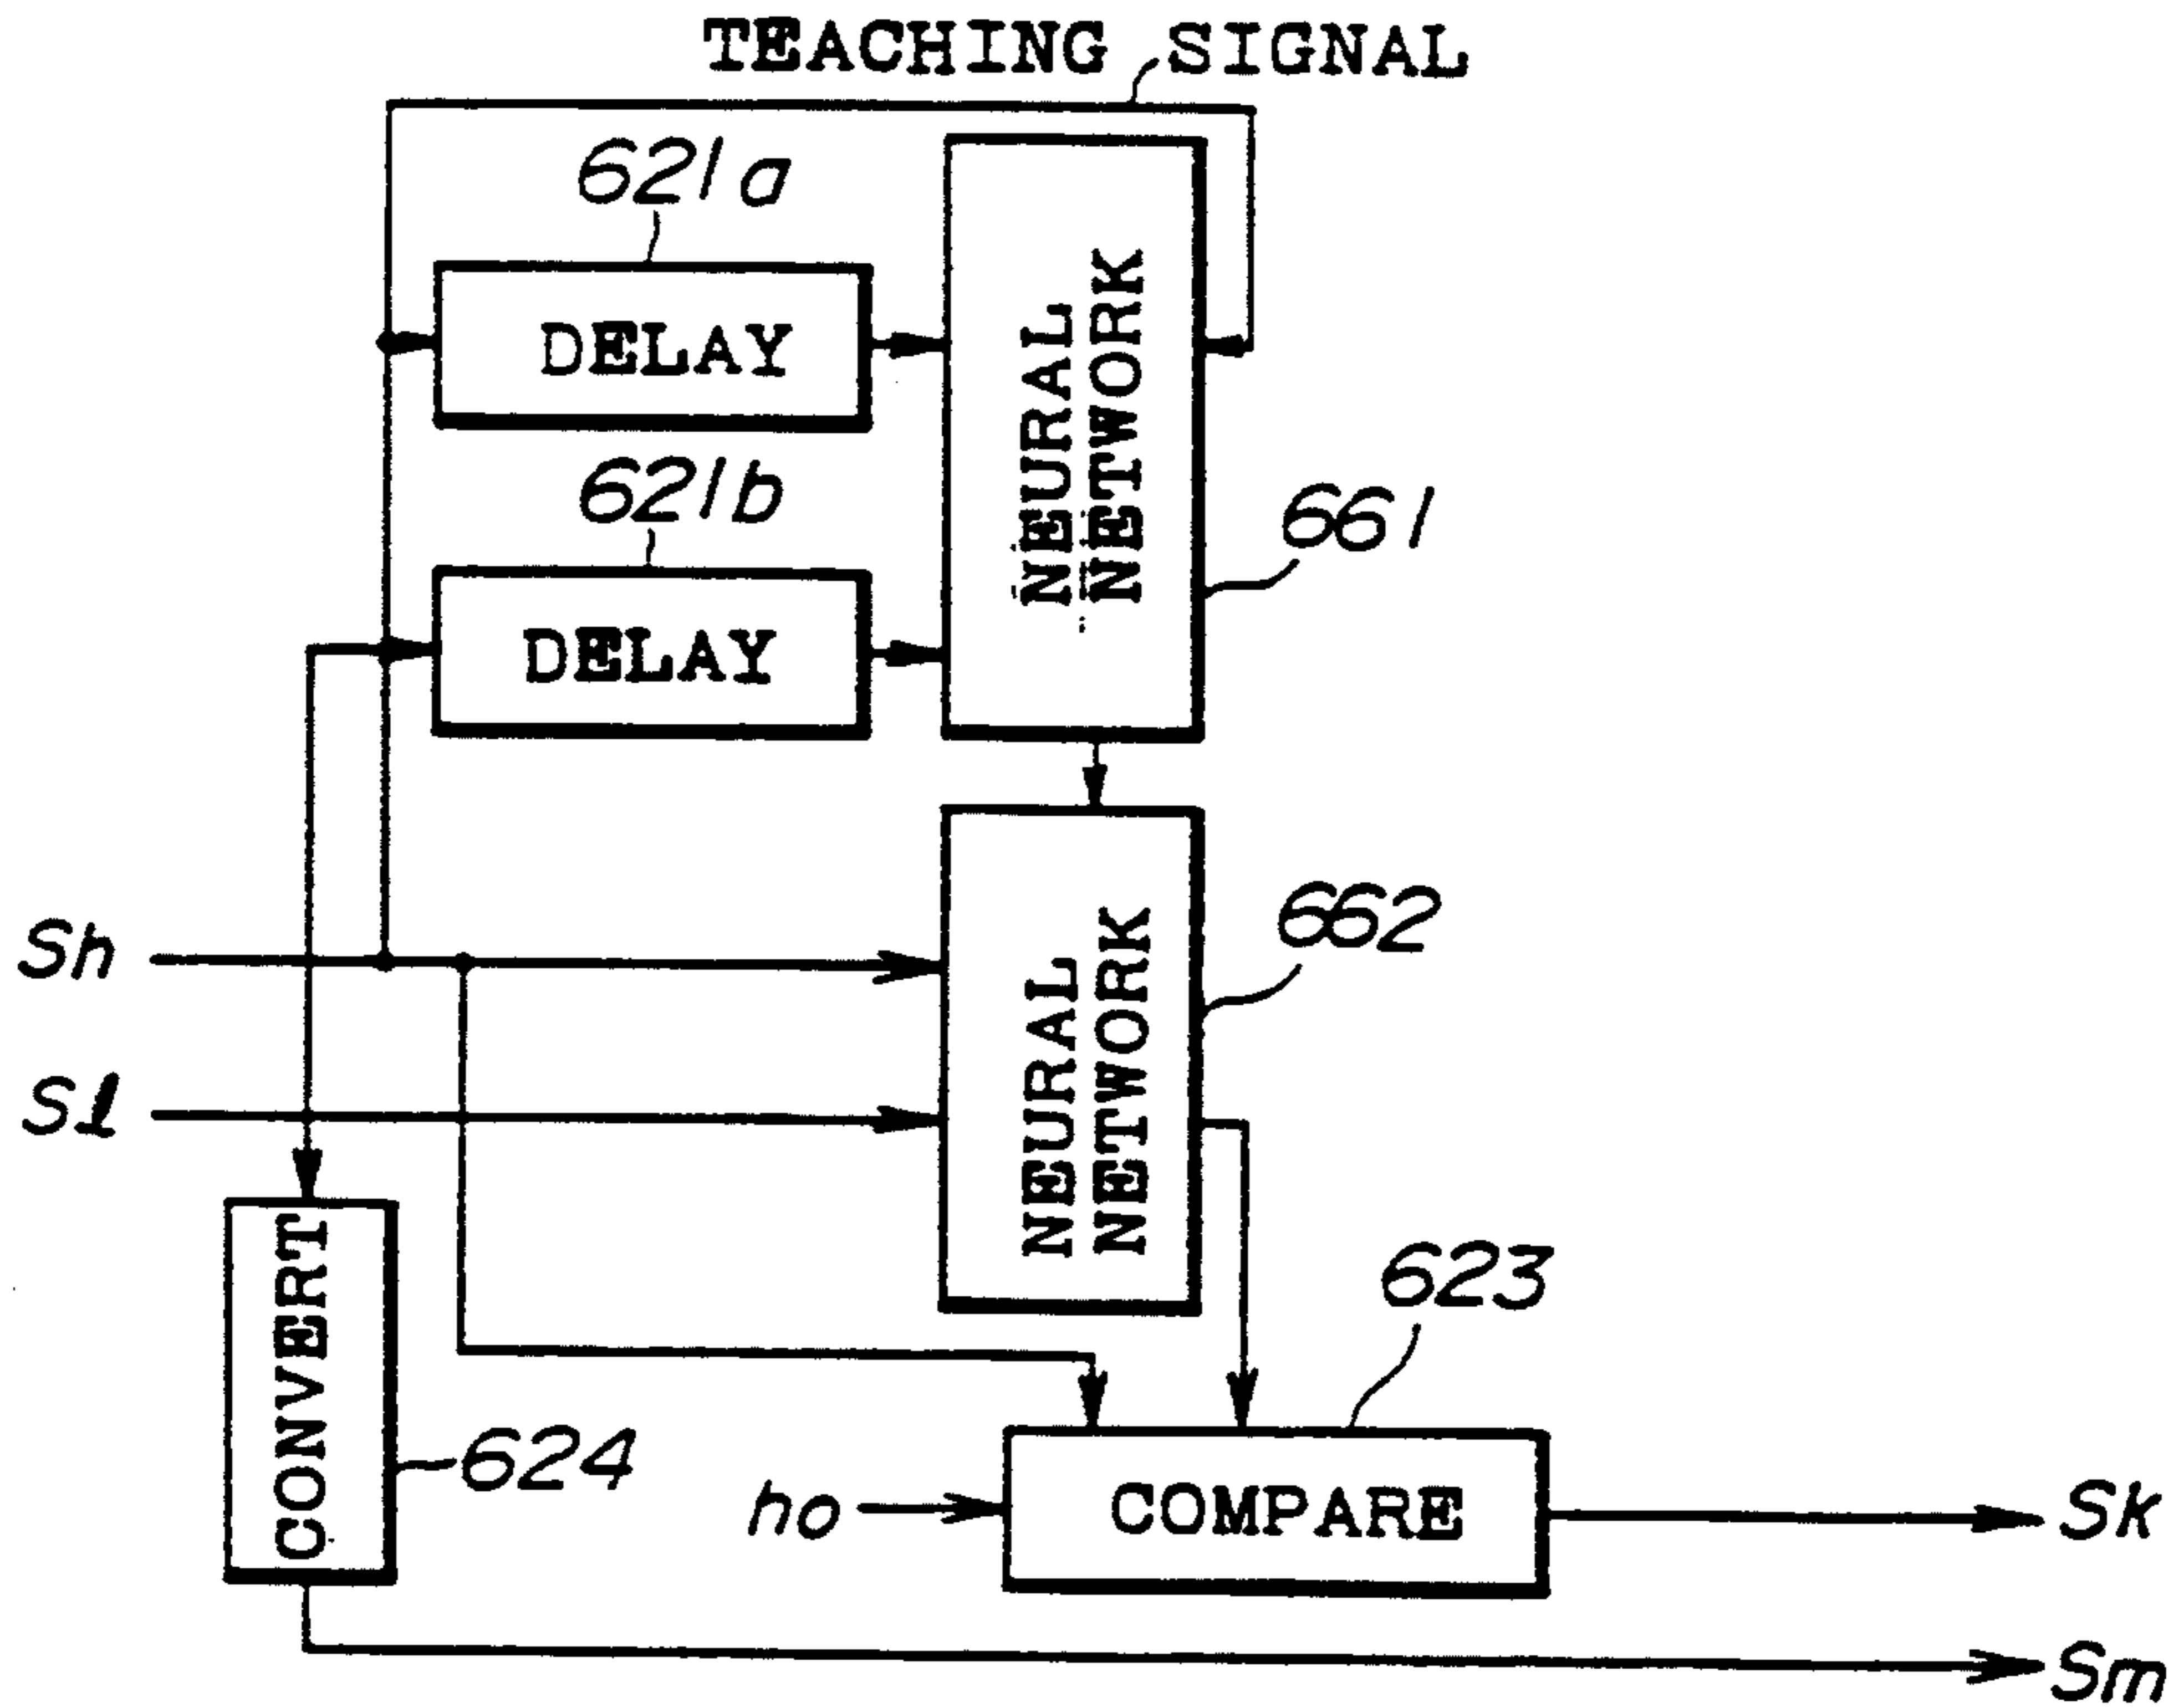 TEACHING SIGNAL
621a
DELAY
NEURAL
NETWORK
621b
DELAY
661
662
Sh
Sl
NEURAL
NETWORK
623
CONVERT
624
ho
COMPARE
Sk
Sm